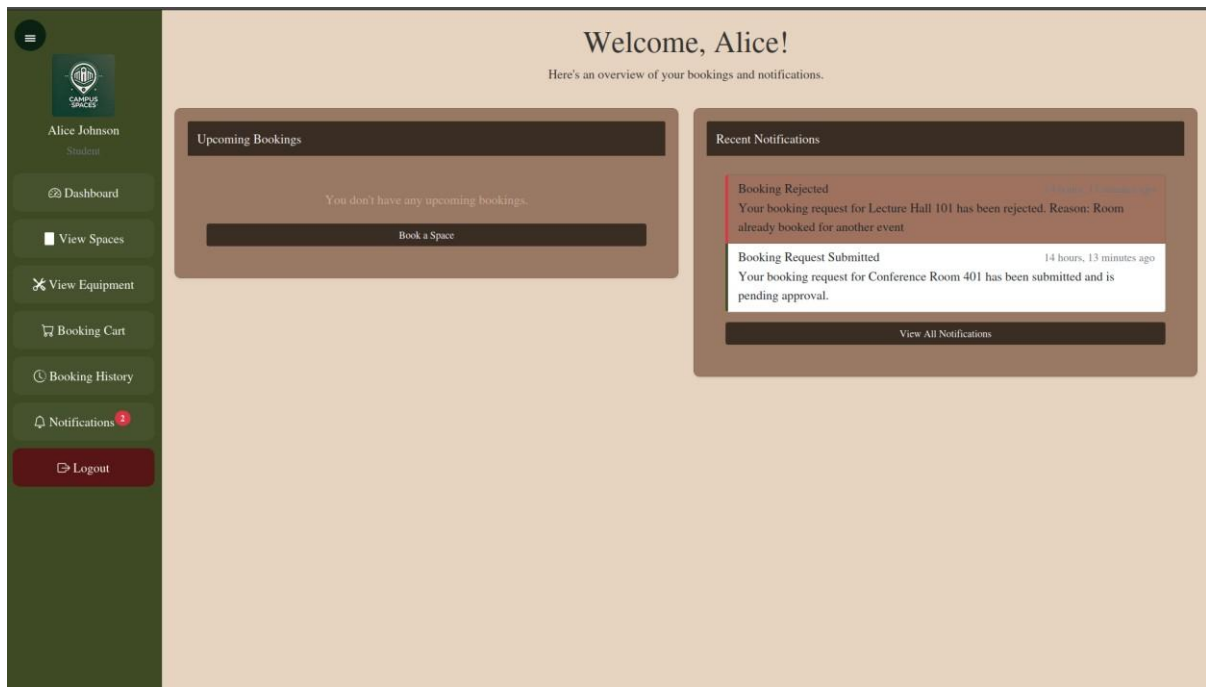 CAMPUS
SPACES
Alice Johnson
Student
Dashboard
View Spaces
View Equipment
Booking Cart
Booking History
Notifications 2
Logout
Welcome, Alice!
Here's an overview of your bookings and notifications.
Upcoming Bookings
You don't have any upcoming bookings.
Book a Space
Recent Notifications
Booking Rejected
Your booking request for Lecture Hall 101 has been rejected. Reason: Room
already booked for another event
Booking Request Submitted 14 hours, 13 minutes ago
Your booking request for Conference Room 401 has been submitted and is
pending approval.
View All Notifications